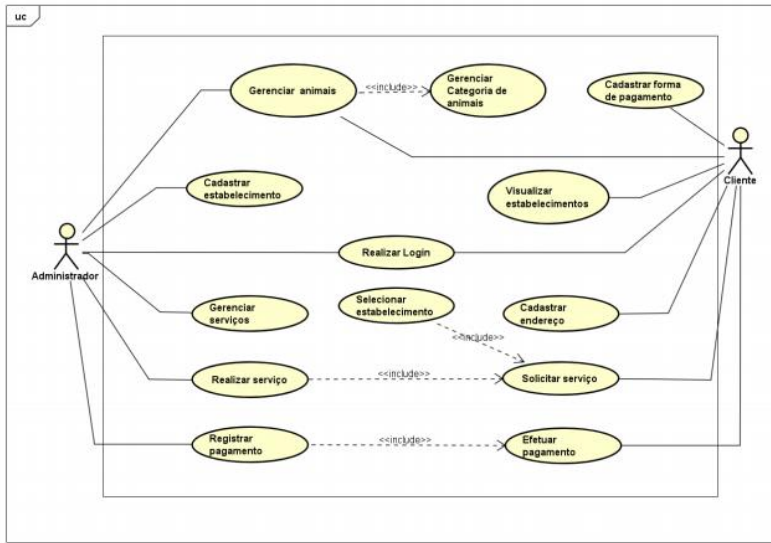 uc
Gerenciar animais
<<include>>
Gerenciar
Categoria de
animais
Cadastrar forma
de pagamento
Cliente
Cadastrar
estabelecimento
Visualizar
estabelecimentos
Administrador
Realizar Login
Gerenciar
serviços
Selecionar
estabelecimento
Cadastrar
endereço
<<include>>
Realizar serviço
<<include>>
Solicitar serviço
Registrar
pagamento
<<include>>
Efetuar
pagamento